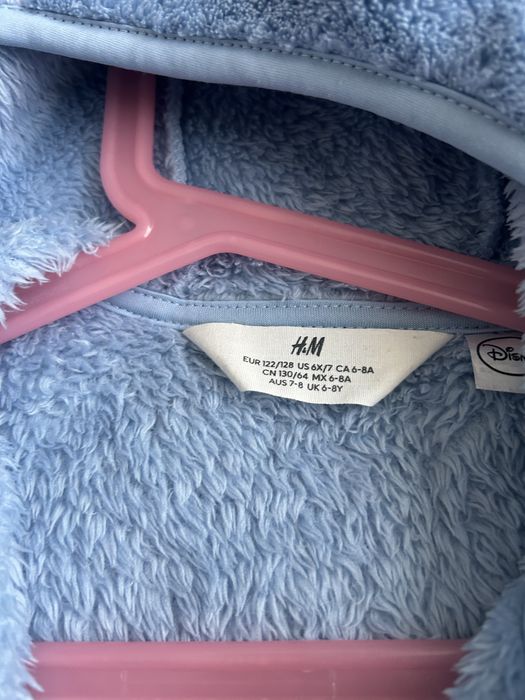 H&M
EUR 122/128 US 6X/7 CA 6-8A
CN 130/64 MX 6-8A
AUS 7-8 UK 6-8Y